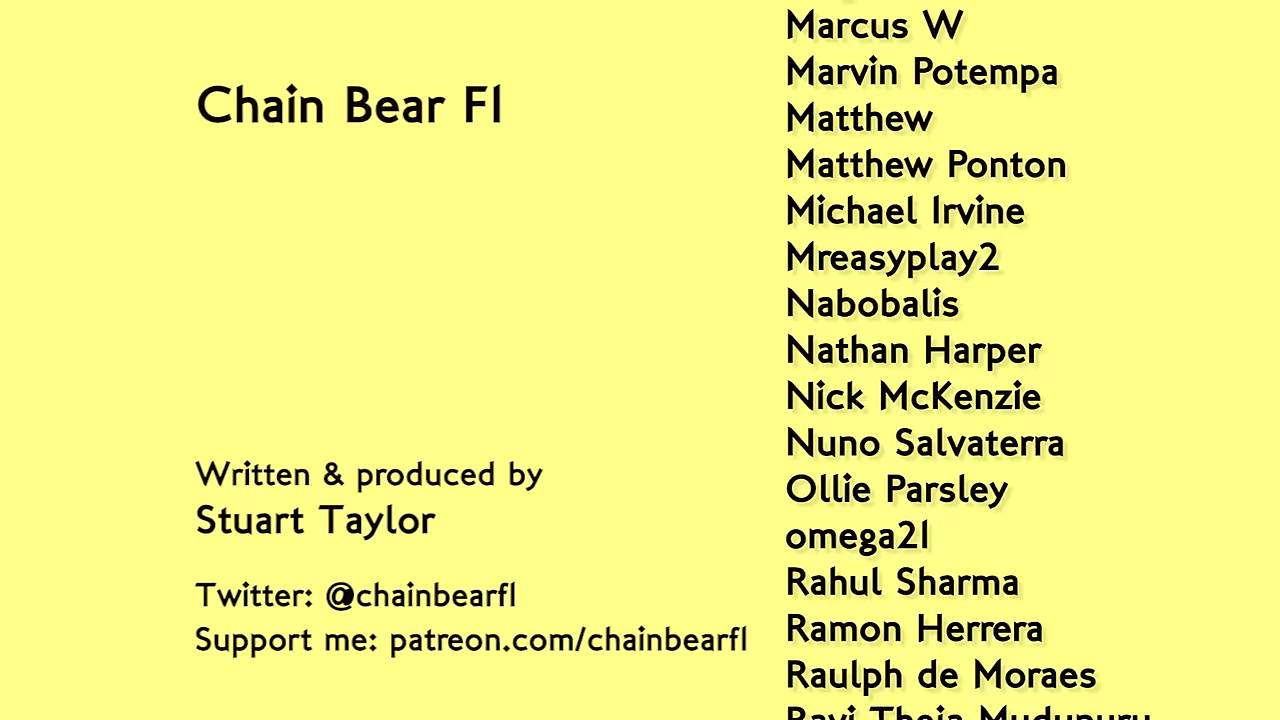 Chain Bear F1
Written & produced by
Stuart Taylor
Twitter: @chainbearf1
Support me: patreon.com/chainbearf1
Marcus W
Marvin Potempa
Matthew
Matthew Ponton
Michael Irvine
Mreasyplay2
Nabobalis
Nathan Harper
Nick McKenzie
Nuno Salvaterra
Ollie Parsley
omega21
Rahul Sharma
Ramon Herrera
Raulph de Moraes